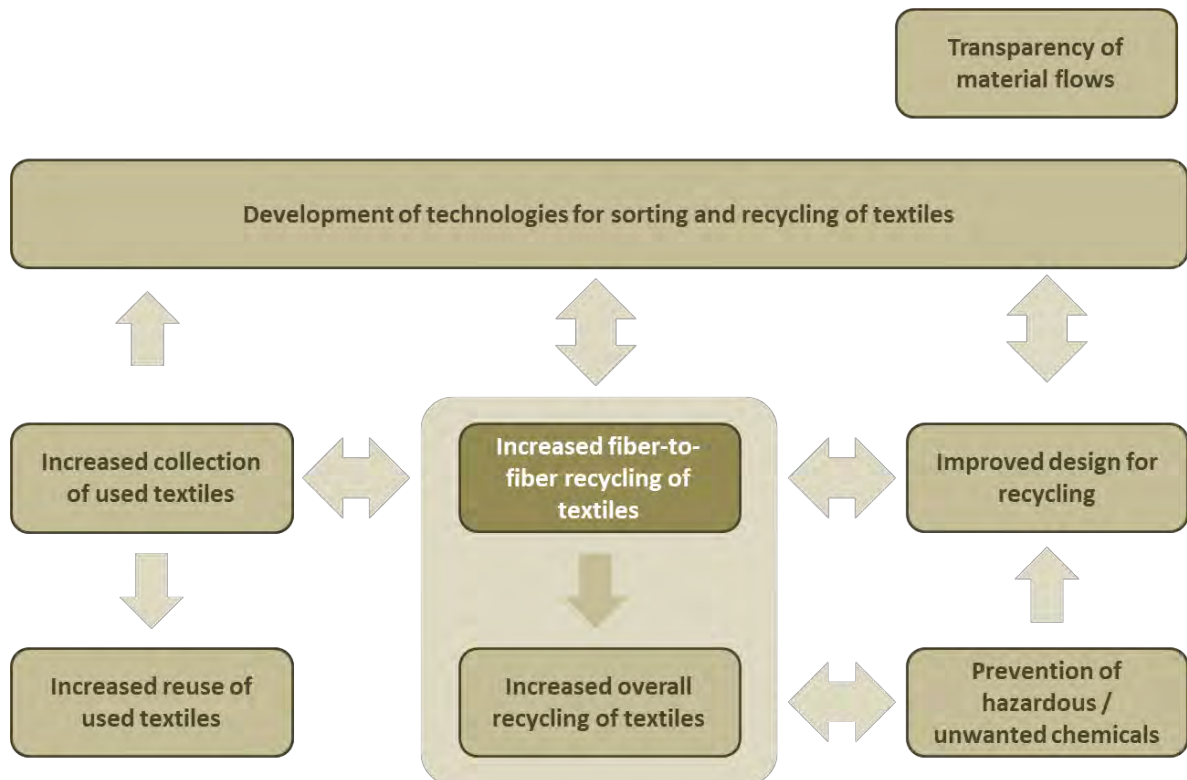 Transparency of
material flows
Development of technologies for sorting and recycling of textiles
Increased collection
of used textiles
Increased fiber-to-
fiber recycling of
textiles
Improved design for
recycling
Increased reuse of
used textiles
Increased overall
recycling of textiles
Prevention of
hazardous /
unwanted chemicals